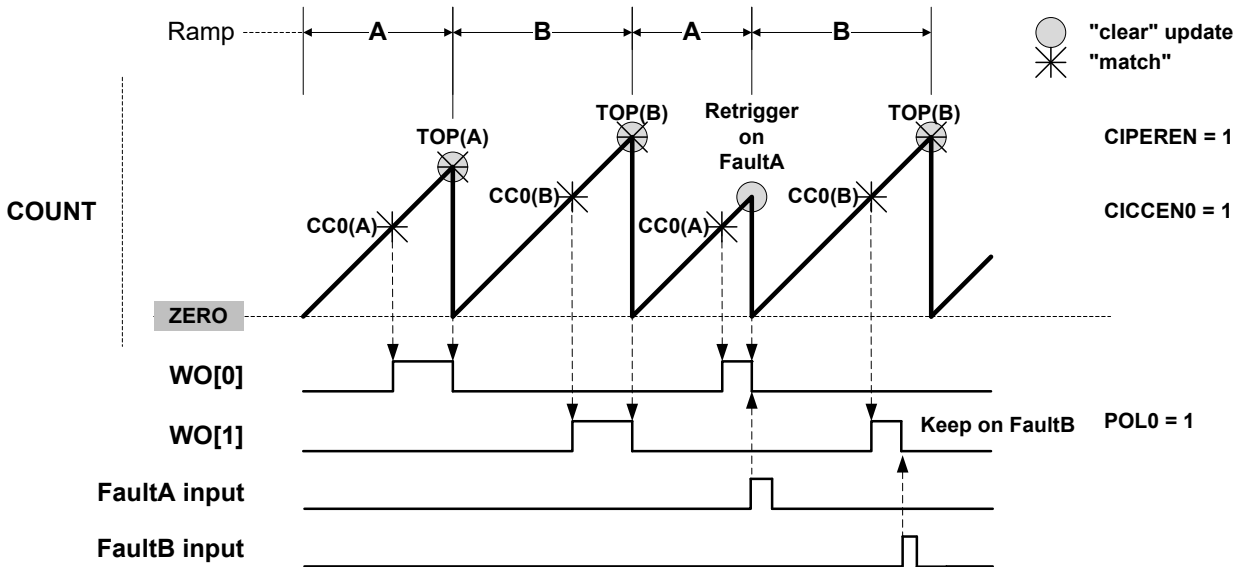 Ramp
A
B
A
B
"clear" update
"match"
TOP(A)
TOP(B)
Retrigger
on
FaultA
TOP(B)
CIPEREN = 1
COUNT
CC0(A)
CC0(B)
CC0(A)
CC0(B)
CICCEN0 = 1
ZERO
WO[0]
WO[1]
Keep on FaultB
POL0 = 1
FaultA input
FaultB input